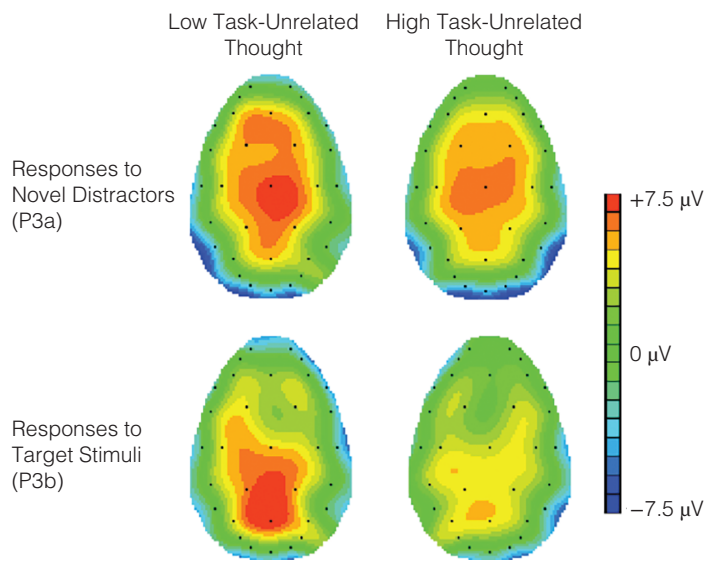 Low Task-Unrelated
Thought
High Task-Unrelated
Thought
Responses to
Novel Distractors
(P3a)
+7.5 μV
0 μV
−7.5 μV
Responses to
Target Stimuli
(P3b)